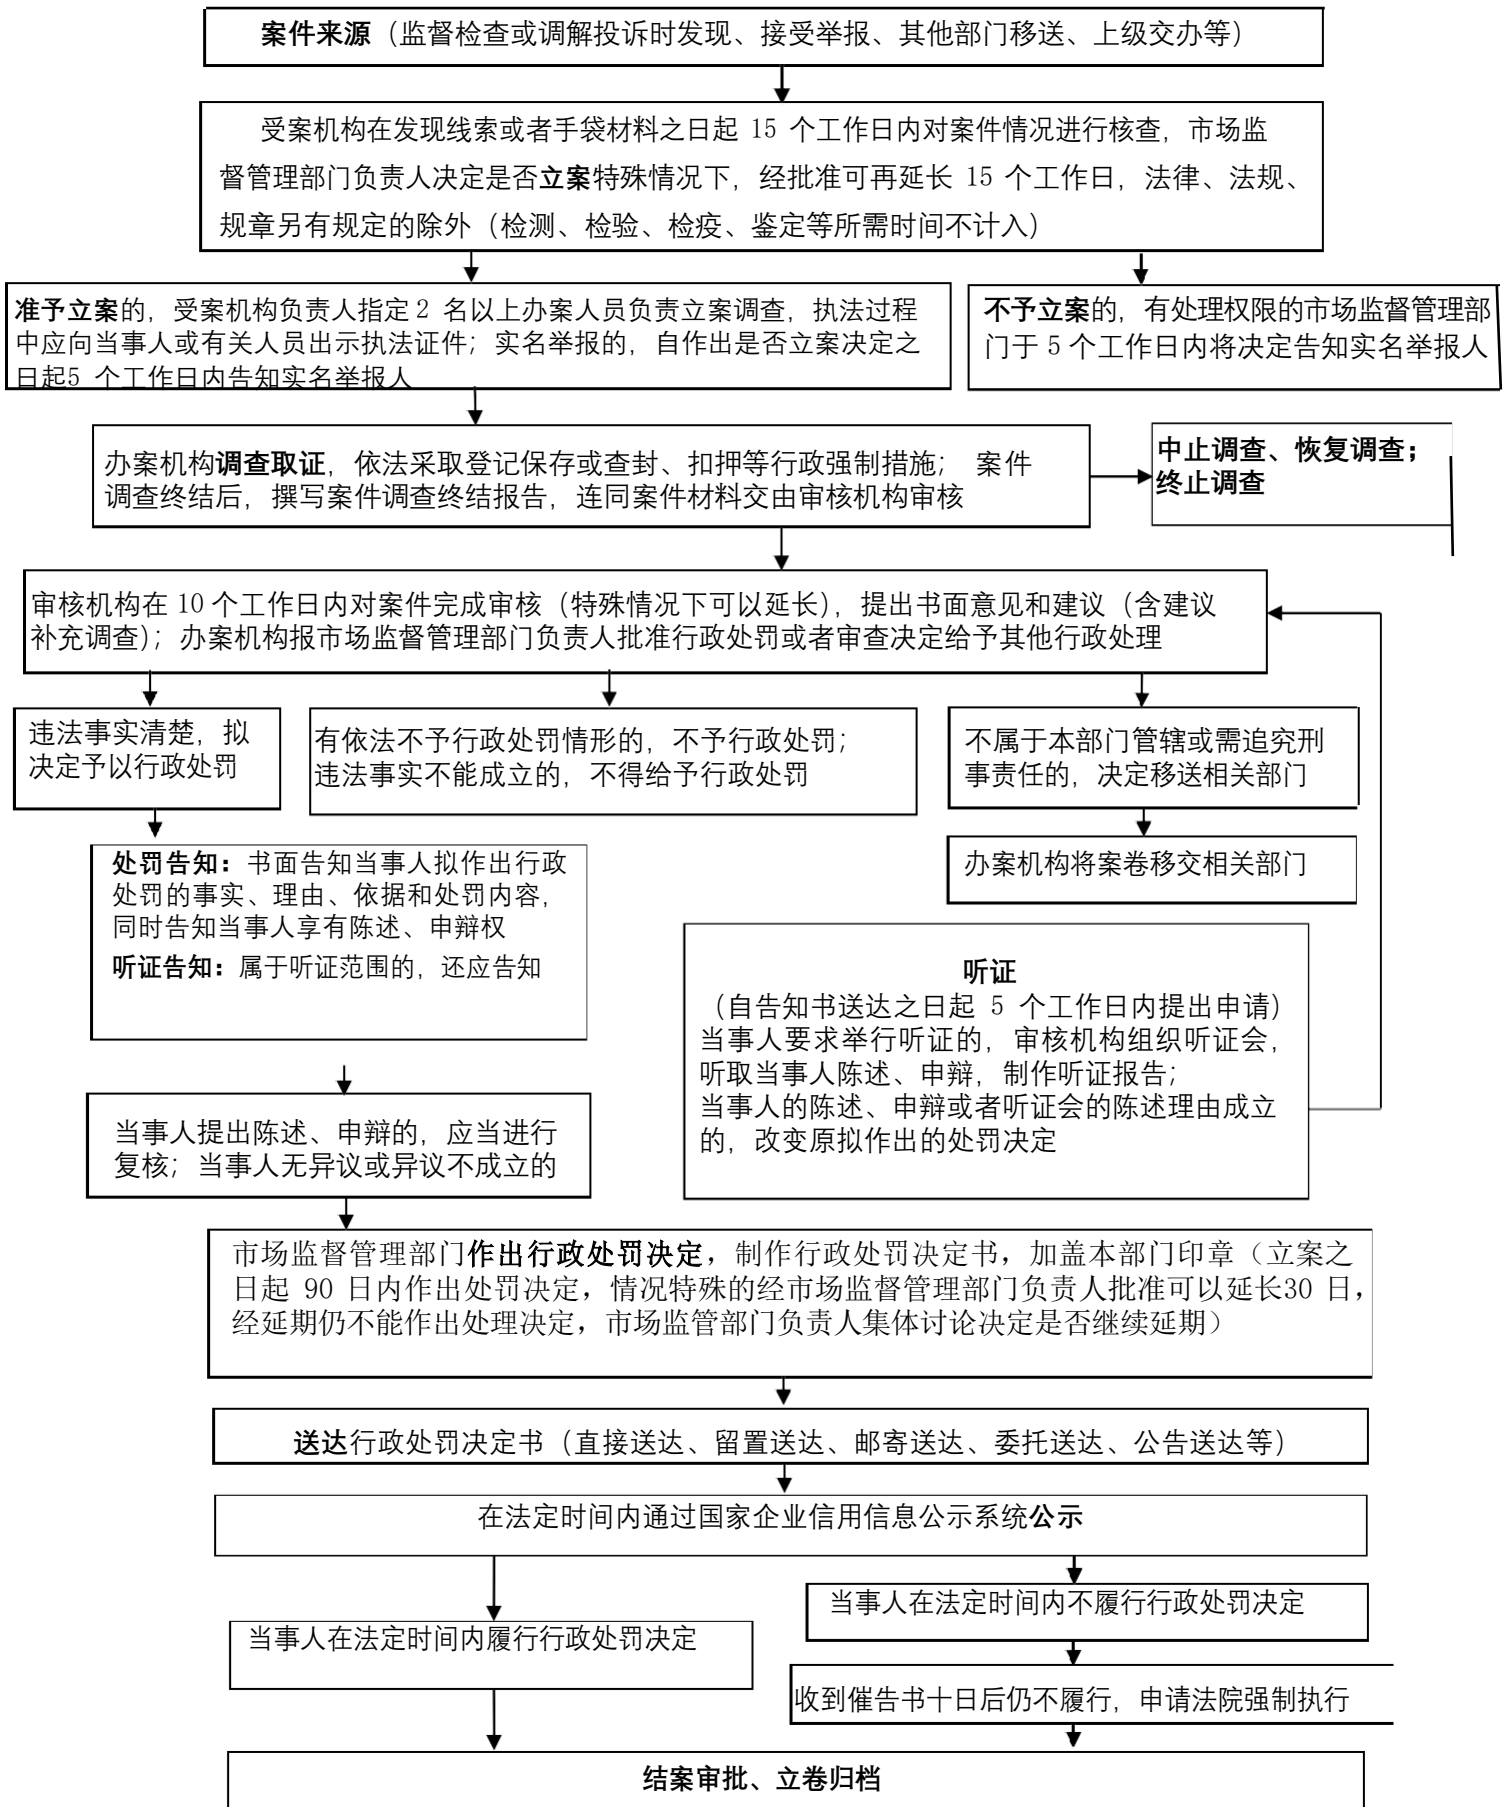 案件来源（监督检查或调解投诉时发现、接受举报、其他部门移送、上级交办等）
受案机构在发现线索或者手袋材料之日起 15 个工作日内对案件情况进行核查，市场监
督管理部门负责人决定是否立案特殊情况下，经批准可再延长 15 个工作日，法律、法规、
规章另有规定的除外（检测、检验、检疫、鉴定等所需时间不计入）
准予立案的，受案机构负责人指定2 名以上办案人员负责立案调查，执法过程
中应向当事人或有关人员出示执法证件；实名举报的，自作出是否立案决定之
日起5 个工作日内告知实名举报人
不予立案的，有处理权限的市场监督管理部
门于 5 个工作日内将决定告知实名举报人
办案机构调查取证，依法采取登记保存或查封、扣押等行政强制措施； 案件
调查终结后，撰写案件调查终结报告，连同案件材料交由审核机构审核
中止调查、恢复调查；
终止调查
审核机构在 10 个工作日内对案件完成审核（特殊情况下可以延长），提出书面意见和建议（含建议
补充调查）；办案机构报市场监督管理部门负责人批准行政处罚或者审查决定给予其他行政处理
违法事实清楚，拟
决定予以行政处罚
有依法不予行政处罚情形的，不予行政处罚；
违法事实不能成立的，不得给予行政处罚
不属于本部门管辖或需追究刑
事责任的，决定移送相关部门
办案机构将案卷移交相关部门
处罚告知：书面告知当事人拟作出行政
处罚的事实、理由、依据和处罚内容，
同时告知当事人享有陈述、申辩权
听证告知：属于听证范围的，还应告知
听证
（自告知书送达之日起 5 个工作日内提出申请）
当事人要求举行听证的，审核机构组织听证会，
听取当事人陈述、申辩，制作听证报告；
当事人的陈述、申辩或者听证会的陈述理由成立
的，改变原拟作出的处罚决定
当事人提出陈述、申辩的，应当进行
复核；当事人无异议或异议不成立的
市场监督管理部门作出行政处罚决定，制作行政处罚决定书，加盖本部门印章（立案之
日起 90 日内作出处罚决定，情况特殊的经市场监督管理部门负责人批准可以延长30 日，
经延期仍不能作出处理决定，市场监管部门负责人集体讨论决定是否继续延期）
送达行政处罚决定书（直接送达、留置送达、邮寄送达、委托送达、公告送达等）
在法定时间内通过国家企业信用信息公示系统公示
当事人在法定时间内不履行行政处罚决定
当事人在法定时间内履行行政处罚决定
收到催告书十日后仍不履行，申请法院强制执行
结案审批、立卷归档